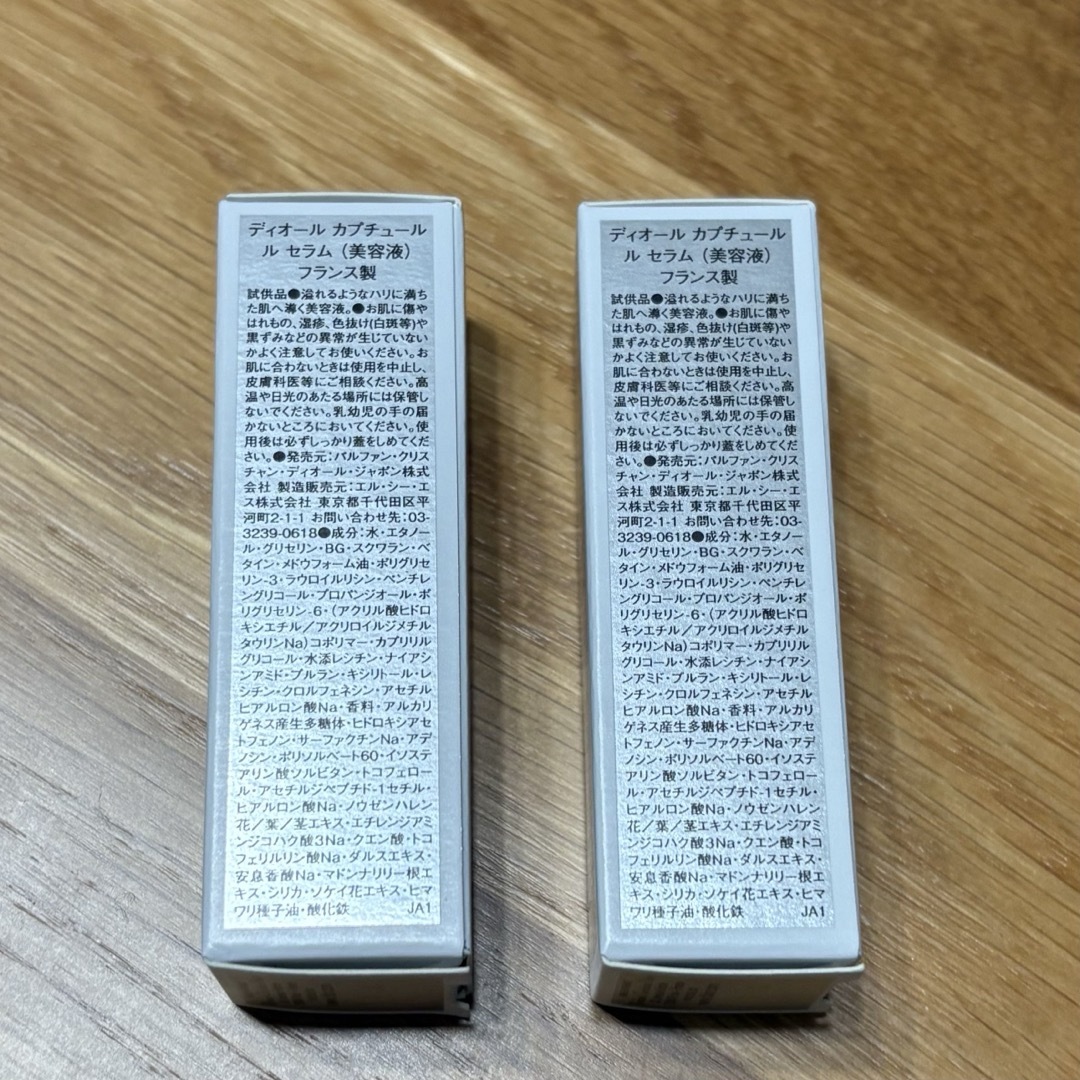 ディオール カプチュール
ル セラム (美容液)
フランス製
試供品●溢れるようなハリに満ち
た肌へ導く美容液。●お肌に傷や
はれもの、湿疹、色抜け(白斑等)や
黒ずみなどの異常が生じていない
かよく注意してお使いください。お
肌に合わないときは使用を中止し、
皮膚科医等にご相談ください。高
温や日光のあたる場所には保管し
ないでください。乳幼児の手の届
かないところにおいてください。使
用後は必ずしっかり蓋をしめてくだ
さい。●発売元:パルファン・クリス
チャン・ディオール・ジャポン株式
会社 製造販売元:エル・シー・エ
ス株式会社 東京都千代田区平
河町2-1-1 お問い合わせ先:03-
3239-0618●成分:水・エタノー
ル・グリセリン・BG・スクワラン・ベ
タイン・メドウフォーム油・ポリグリセ
リン-3・ラウロイルリシン・ペンチレ
ングリコール・プロパンジオール・ポ
リグリセリン-6・(アクリル酸ヒドロ
キシエチル/アクリロイルジメチル
タウリンNa)コポリマー・カプリリル
グリコール・水添レシチン・ナイアシ
ンアミド・プルラン・キシリトール・レ
シチン・クロルフェネシン・アセチル
ヒアルロン酸Na・香料・アルカリ
ゲネス産生多糖体・ヒドロキシアセ
トフェノン・サーファクチンNa・アデ
ノシン・ポリソルベート60・イソステ
アリン酸ソルビタン・トコフェロー
ル・アセチルジペプチド-1セチル・
ヒアルロン酸Na・ノウゼンハレン
花/葉/茎エキス・エチレンジアミ
ンジコハク酸3Na・クエン酸・トコ
フェリルリン酸Na・ダルスエキス・
安息香酸Na・マドンナリリー根エ
キス・シリカ・ソケイ花エキス・ヒマ
ワリ種子油・酸化鉄 JA1
ディオール カプチュール
ル セラム (美容液)
フランス製
試供品●溢れるようなハリに満ち
た肌へ導く美容液。●お肌に傷や
はれもの、湿疹、色抜け(白斑等)や
黒ずみなどの異常が生じていない
かよく注意してお使いください。お
肌に合わないときは使用を中止し、
皮膚科医等にご相談ください。高
温や日光のあたる場所には保管し
ないでください。乳幼児の手の届
かないところにおいてください。使
用後は必ずしっかり蓋をしめてくだ
さい。●発売元:パルファン・クリス
チャン・ディオール・ジャポン株式
会社 製造販売元:エル・シー・エ
ス株式会社 東京都千代田区平
河町2-1-1 お問い合わせ先:03-
3239-0618●成分:水・エタノー
ル・グリセリン・BG・スクワラン・ベ
タイン・メドウフォーム油・ポリグリセ
リン-3・ラウロイルリシン・ペンチレ
ングリコール・プロパンジオール・ポ
リグリセリン-6・(アクリル酸ヒドロ
キシエチル/アクリロイルジメチル
タウリンNa)コポリマー・カプリリル
グリコール・水添レシチン・ナイアシ
ンアミド・プルラン・キシリトール・レ
シチン・クロルフェネシン・アセチル
ヒアルロン酸Na・香料・アルカリ
ゲネス産生多糖体・ヒドロキシアセ
トフェノン・サーファクチンNa・アデ
ノシン・ポリソルベート60・イソステ
アリン酸ソルビタン・トコフェロー
ル・アセチルジペプチド-1セチル・
ヒアルロン酸Na・ノウゼンハレン
花/葉/茎エキス・エチレンジアミ
ンジコハク酸3Na・クエン酸・トコ
フェリルリン酸Na・ダルスエキス・
安息香酸Na・マドンナリリー根エ
キス・シリカ・ソケイ花エキス・ヒマ
ワリ種子油・酸化鉄 JA1